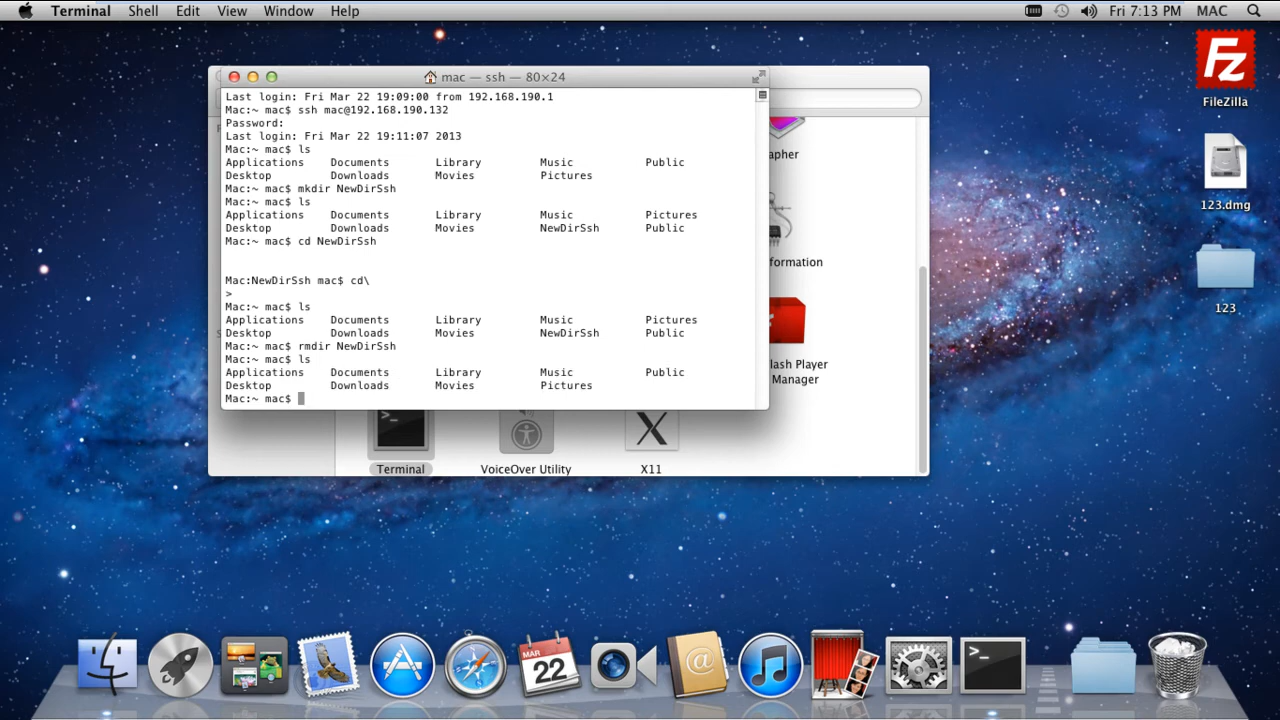 Terminal Shell Edit View Window Help Fri 7:13 PM MAC
mac — ssh — 80×24
Last login: Fri Mar 22 19:09:00 from 192.168.190.1
Mac:~ mac$ ssh mac@192.168.190.132
Password:
Last login: Fri Mar 22 19:11:07 2013
Mac:~ mac$ ls
Applications Documents Library Music Public
Desktop Downloads Movies Pictures
Mac:~ mac$ mkdir NewDirSsh
Mac:~ mac$ ls
Applications Documents Library Music Pictures
Desktop Downloads Movies NewDirSsh Public
Mac:~ mac$ cd NewDirSsh
Mac:NewDirSsh mac$ cd\
>
Mac:~ mac$ ls
Applications Documents Library Music Pictures
Desktop Downloads Movies NewDirSsh Public
Mac:~ mac$ rmdir NewDirSsh
Mac:~ mac$ ls
Applications Documents Library Music Public
Desktop Downloads Movies Pictures
Mac:~ mac$
apher
formation
lash Player
Manager
>_
Terminal VoiceOver Utility X11
Fz
FileZilla
123.dmg
123
MAR
22
@
>_